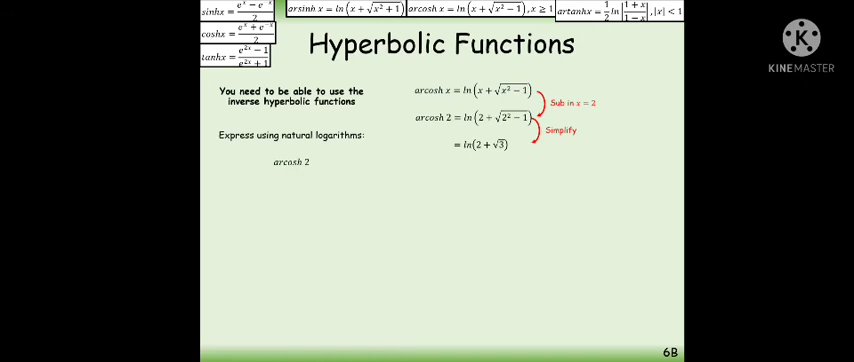 sinhx = (e^x − e^−x)/2
coshx = (e^x + e^−x)/2
tanhx = (e^2x − 1)/(e^2x + 1)
arsinh x = ln(x + √(x² + 1))
arcosh x = ln(x + √(x² − 1)), x ≥ 1
artanhx = 1/2 ln|(1 + x)/(1 − x)|, |x| < 1
Hyperbolic Functions
K
KINEMASTER
You need to be able to use the
inverse hyperbolic functions
Express using natural logarithms:
arcosh 2
arcosh x = ln(x + √(x² − 1))
Sub in x = 2
arcosh 2 = ln(2 + √(2² − 1))
Simplify
= ln(2 + √3)
6B